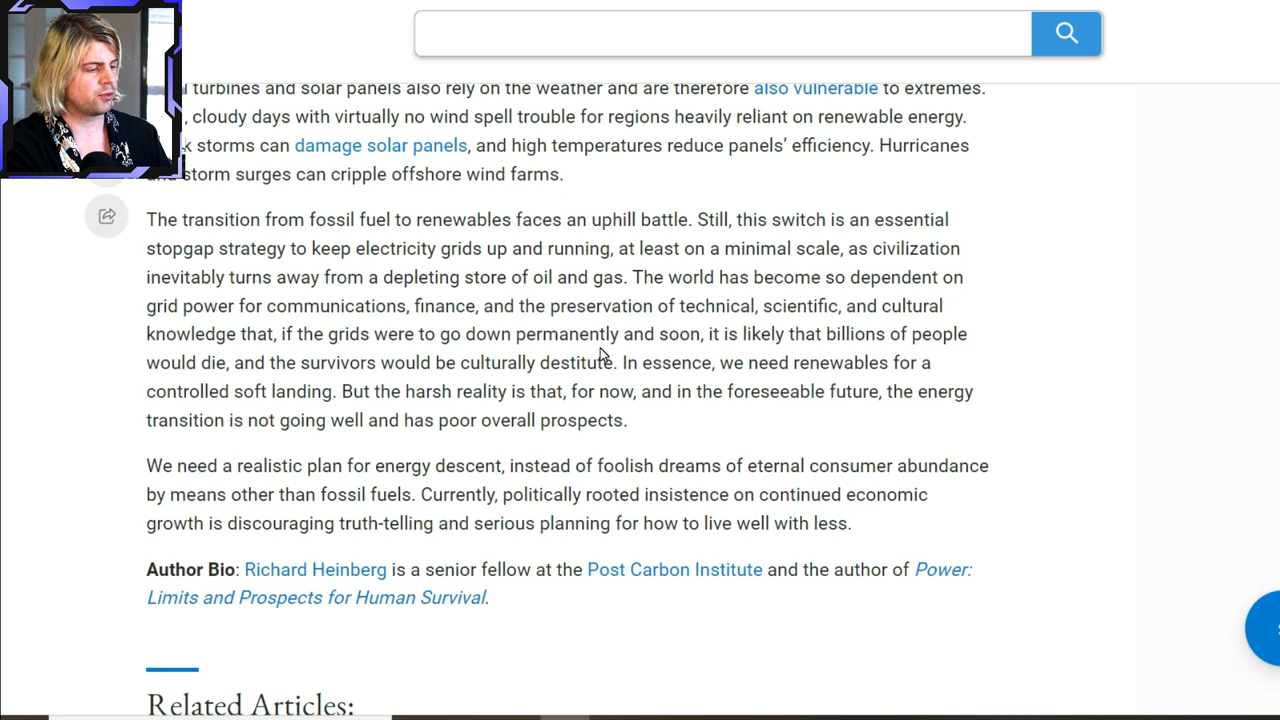 turbines and solar panels also rely on the weather and are therefore also vulnerable to extremes.
cloudy days with virtually no wind spell trouble for regions heavily reliant on renewable energy.
storms can damage solar panels, and high temperatures reduce panels’ efficiency. Hurricanes
storm surges can cripple offshore wind farms.
The transition from fossil fuel to renewables faces an uphill battle. Still, this switch is an essential
stopgap strategy to keep electricity grids up and running, at least on a minimal scale, as civilization
inevitably turns away from a depleting store of oil and gas. The world has become so dependent on
grid power for communications, finance, and the preservation of technical, scientific, and cultural
knowledge that, if the grids were to go down permanently and soon, it is likely that billions of people
would die, and the survivors would be culturally destitute. In essence, we need renewables for a
controlled soft landing. But the harsh reality is that, for now, and in the foreseeable future, the energy
transition is not going well and has poor overall prospects.
We need a realistic plan for energy descent, instead of foolish dreams of eternal consumer abundance
by means other than fossil fuels. Currently, politically rooted insistence on continued economic
growth is discouraging truth-telling and serious planning for how to live well with less.
Author Bio: Richard Heinberg is a senior fellow at the Post Carbon Institute and the author of Power:
Limits and Prospects for Human Survival.
Related Articles: